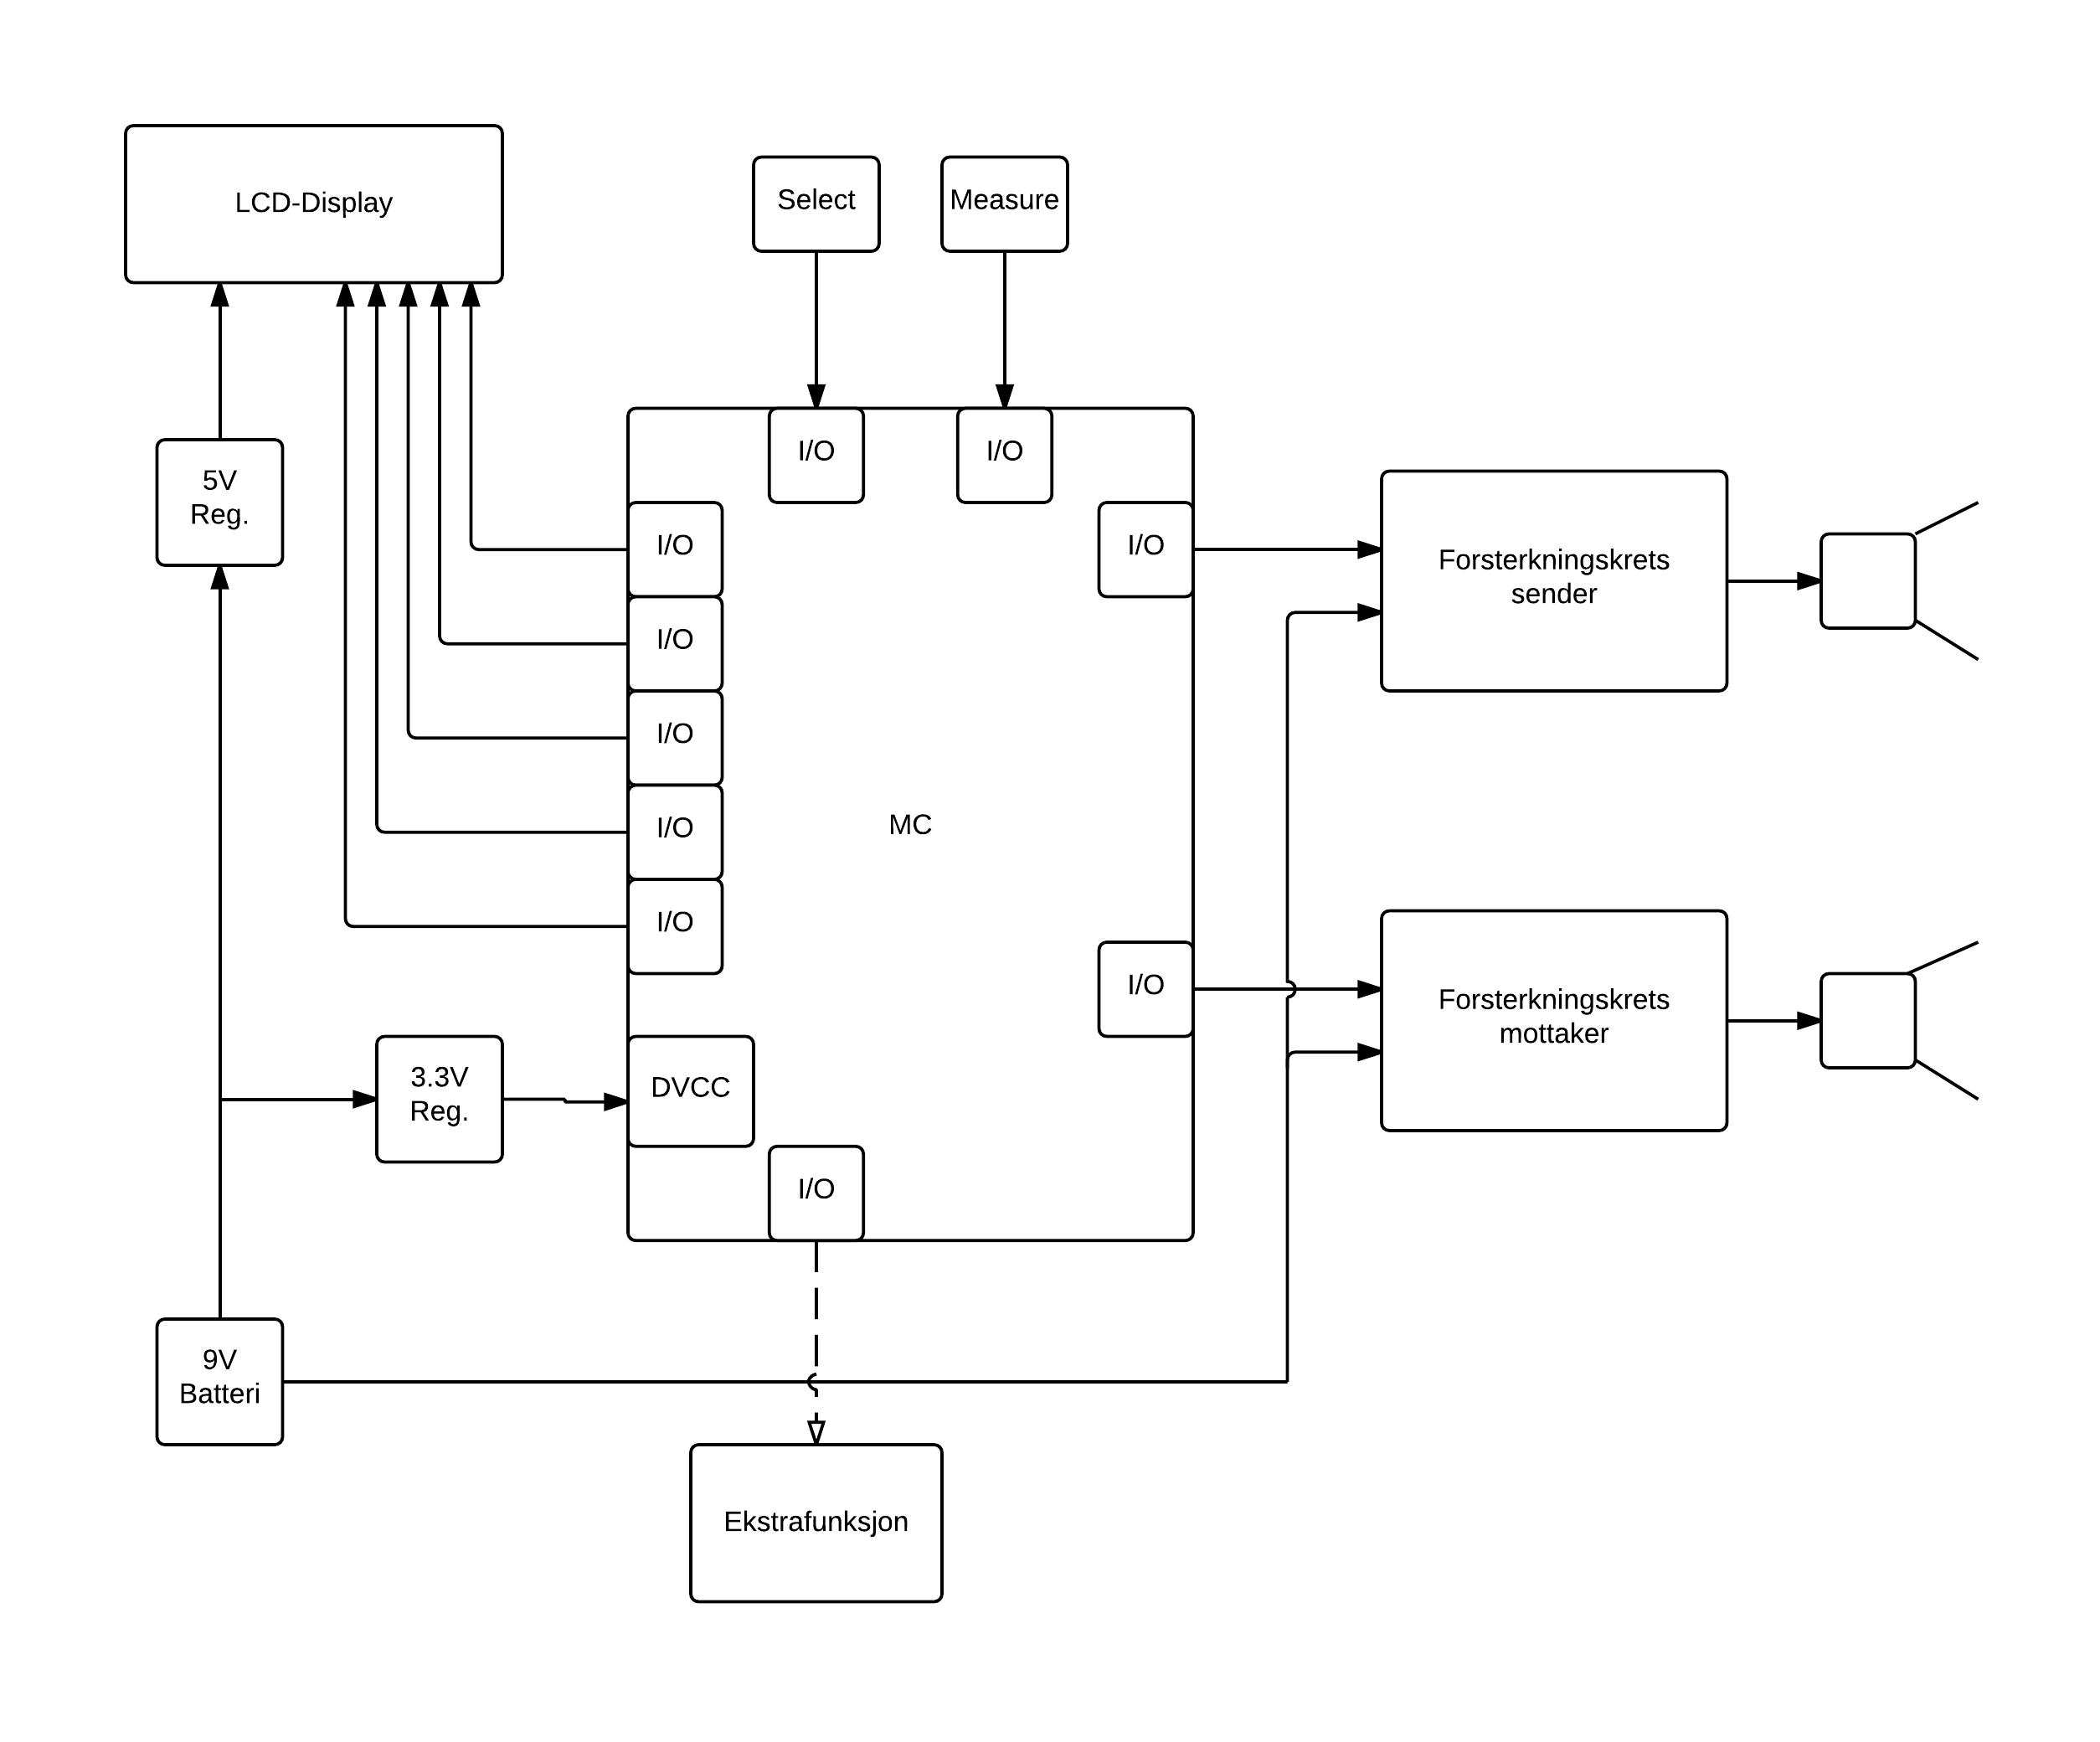 LCD-Display
Select
Measure
I/O
I/O
5V
Reg.
I/O
I/O
Forsterkningskrets
sender
I/O
I/O
MC
I/O
I/O
I/O
Forsterkningskrets
mottaker
3.3V
Reg.
DVCC
I/O
9V
Batteri
Ekstrafunksjon